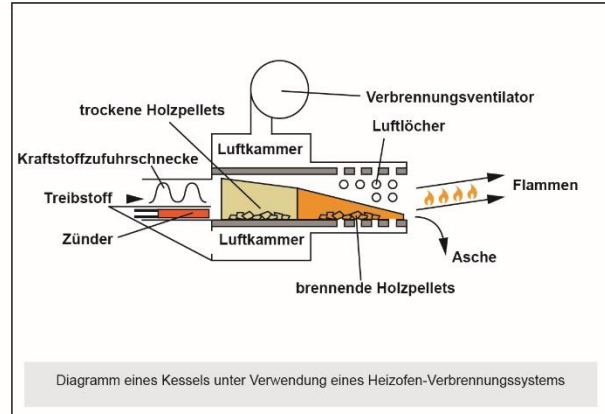 Verbrennungsventilator
trockene Holzpellets
Luftkammer
Luftlöcher
Kraftstoffzufuhrschnecke
Treibstoff
Flammen
Zünder
Luftkammer
Asche
brennende Holzpellets
Diagramm eines Kessels unter Verwendung eines Heizofen-Verbrennungssystems